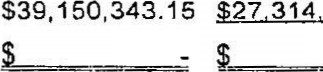 $39,150,343.15 $27,314,
$ - $